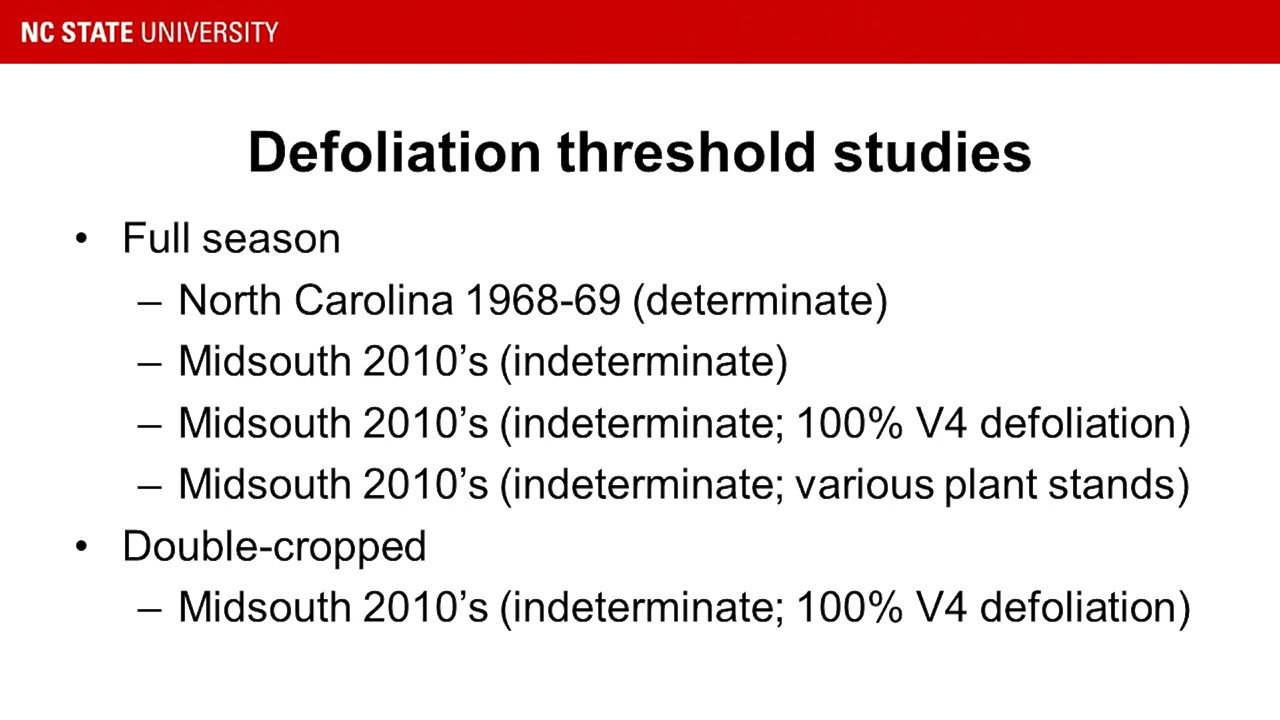 NC STATE UNIVERSITY
Defoliation threshold studies
• Full season
– North Carolina 1968-69 (determinate)
– Midsouth 2010’s (indeterminate)
– Midsouth 2010’s (indeterminate; 100% V4 defoliation)
– Midsouth 2010’s (indeterminate; various plant stands)
• Double-cropped
– Midsouth 2010’s (indeterminate; 100% V4 defoliation)